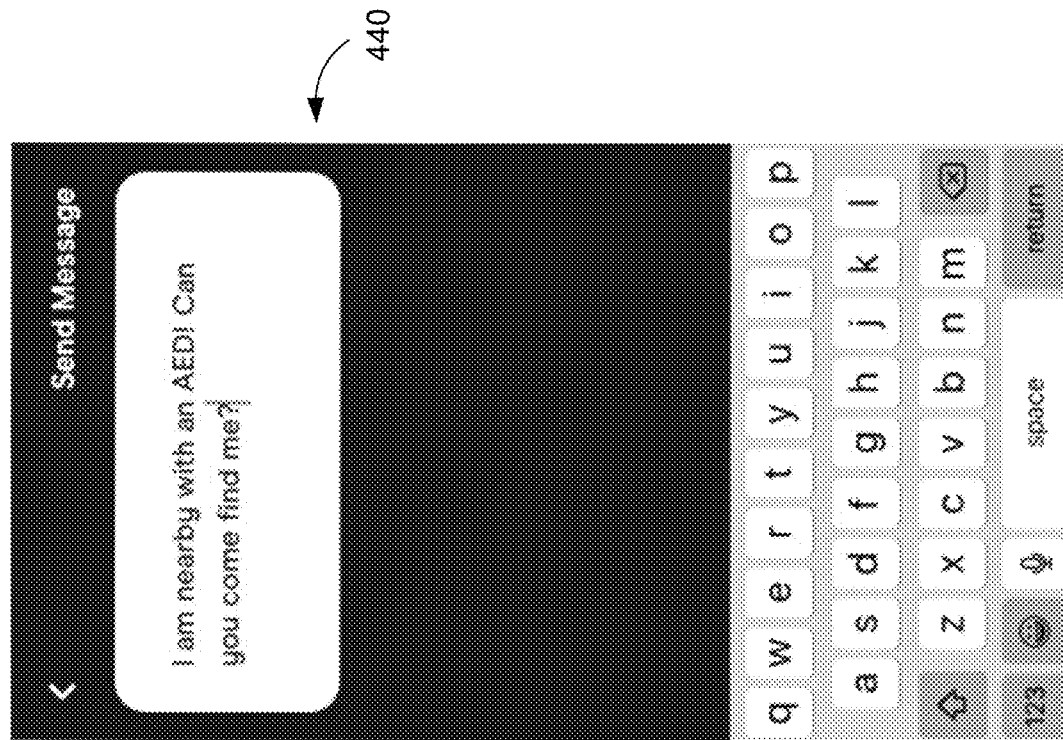 Send Message
I am nearby with an AED! Can
you come find me?
q w e r t y u i o p
a s d f g h j k l
z x c v b n m
123 space return
440